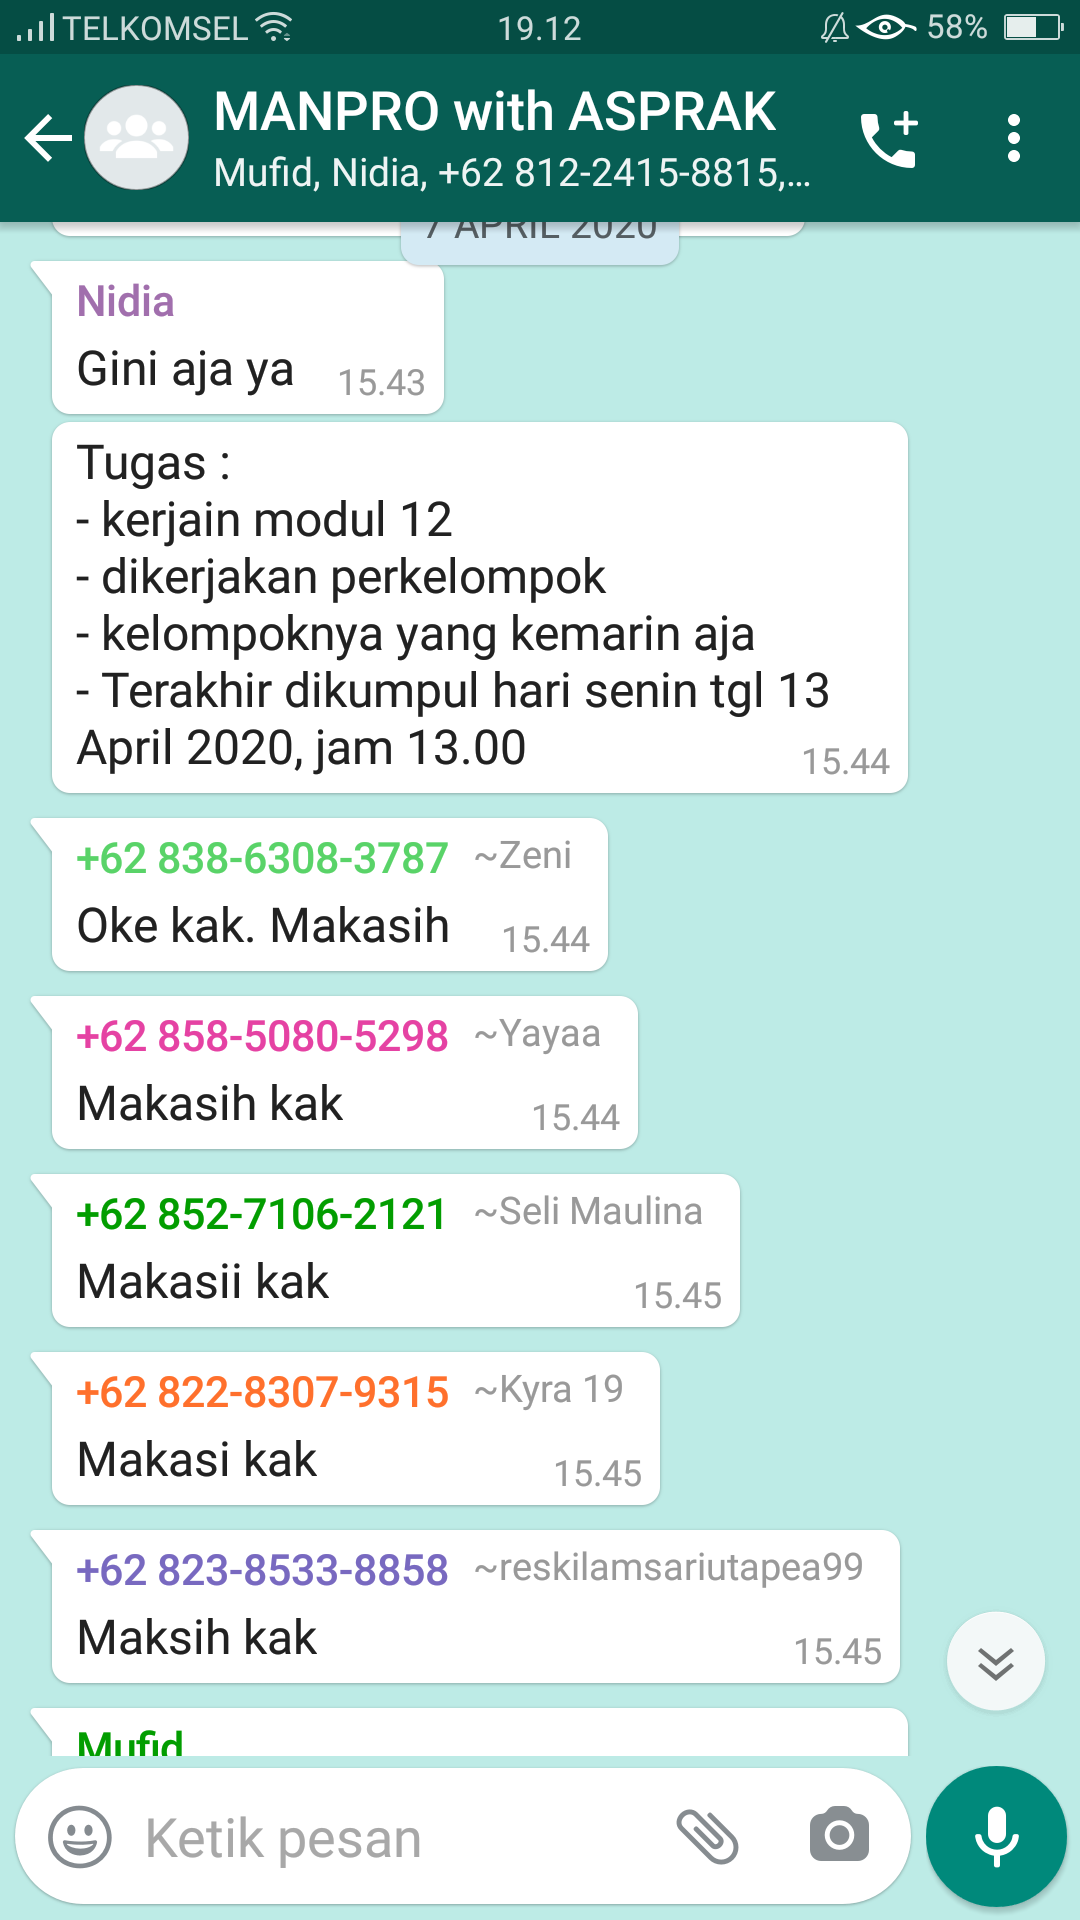 TELKOMSEL 19.12 58%
MANPRO with ASPRAK
Mufid, Nidia, +62 812-2415-8815,...
7 APRIL 2020
Nidia
Gini aja ya 15.43
Tugas :
- kerjain modul 12
- dikerjakan perkelompok
- kelompoknya yang kemarin aja
- Terakhir dikumpul hari senin tgl 13
April 2020, jam 13.00 15.44
+62 838-6308-3787 ~Zeni
Oke kak. Makasih 15.44
+62 858-5080-5298 ~Yayaa
Makasih kak 15.44
+62 852-7106-2121 ~Seli Maulina
Makasii kak 15.45
+62 822-8307-9315 ~Kyra 19
Makasi kak 15.45
+62 823-8533-8858 ~reskilamsariutapea99
Maksih kak 15.45
Mufid
Ketik pesan